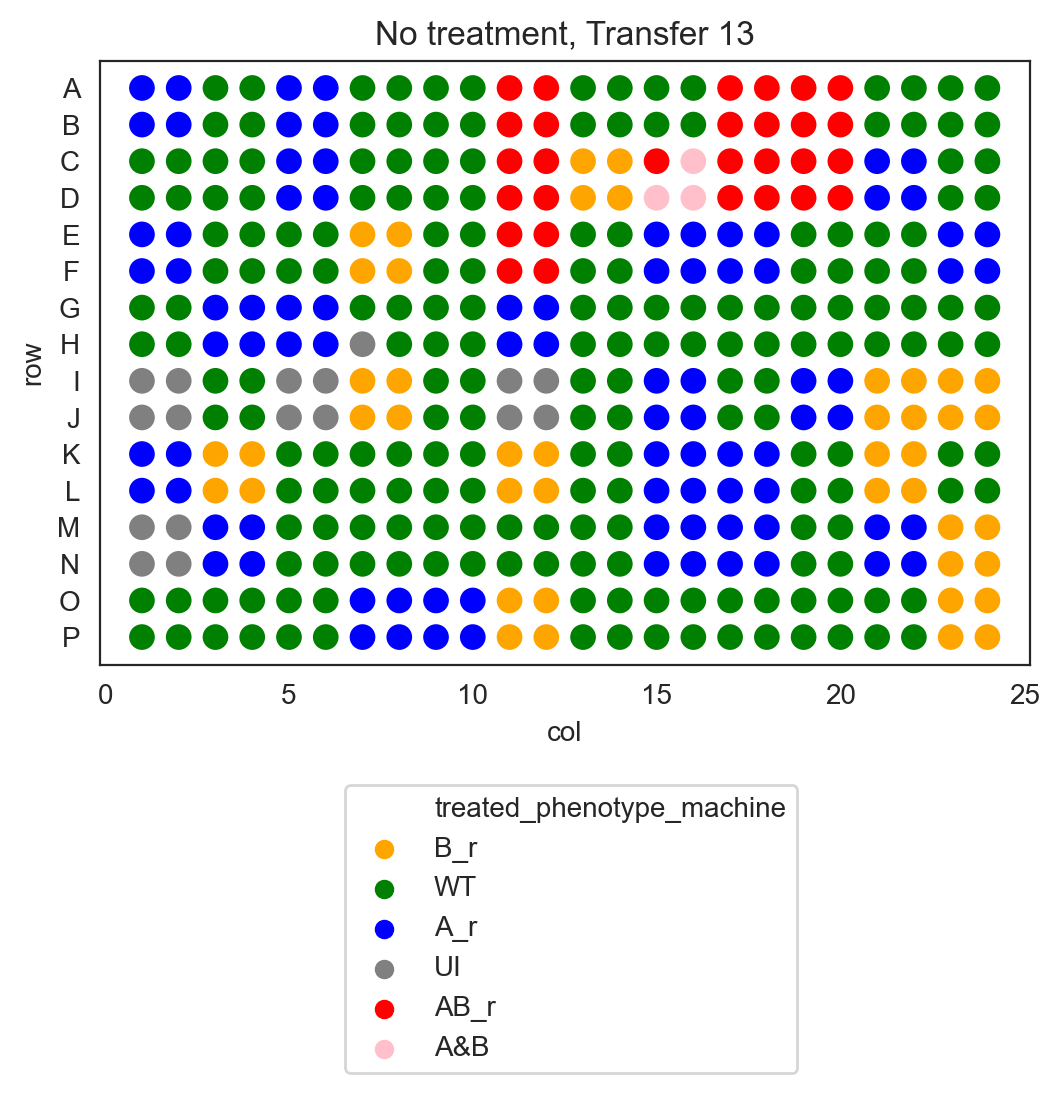 No treatment, Transfer 13
A
B
C
D
E
F
G
H
I
J
K
L
M
N
O
P
row
0 5 10 15 20 25
col
treated_phenotype_machine
B_r
WT
A_r
UI
AB_r
A&B